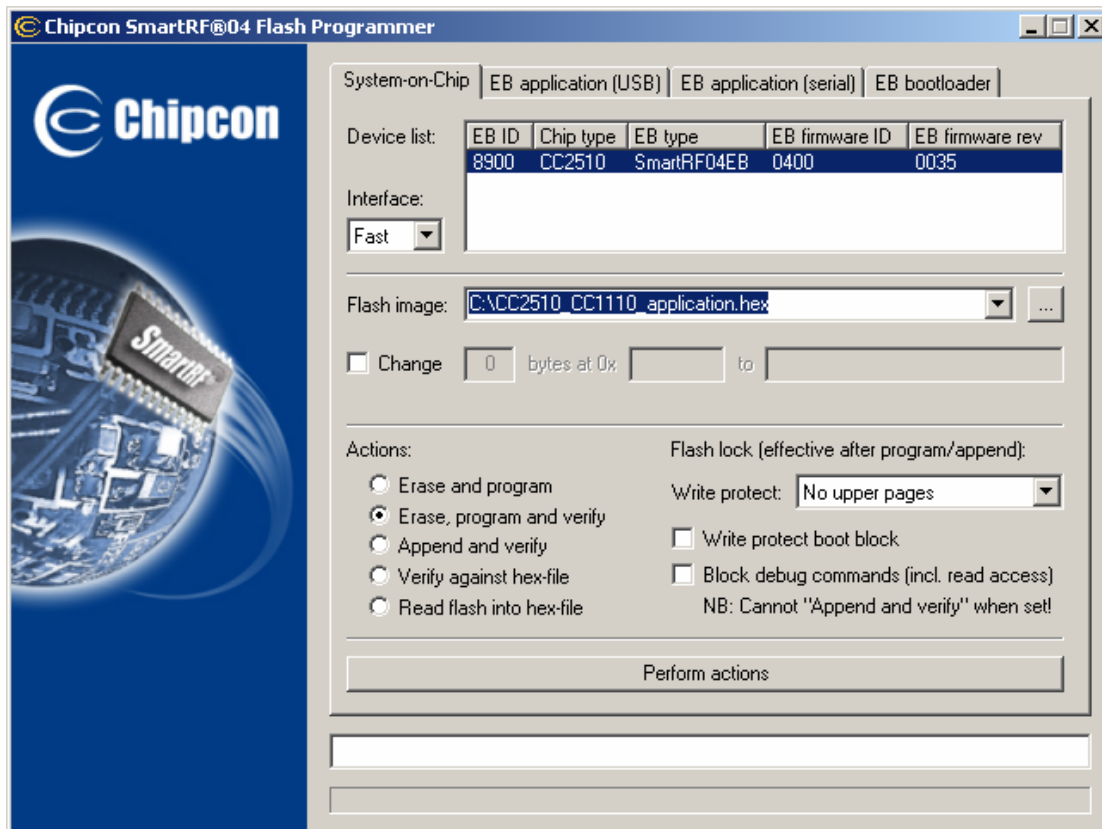 Chipcon SmartRF®04 Flash Programmer
Chipcon
SmartRF®
System-on-Chip EB application (USB) EB application (serial) EB bootloader
Device list:
EB ID Chip type EB type EB firmware ID EB firmware rev
8900 CC2510 SmartRF04EB 0400 0035
Interface:
Fast
Flash image: C:\CC2510_CC1110_application.hex ...
Change 0 bytes at 0x to
Actions:
Erase and program
Erase, program and verify
Append and verify
Verify against hex-file
Read flash into hex-file
Flash lock (effective after program/append):
Write protect: No upper pages
Write protect boot block
Block debug commands (incl. read access)
NB: Cannot "Append and verify" when set!
Perform actions